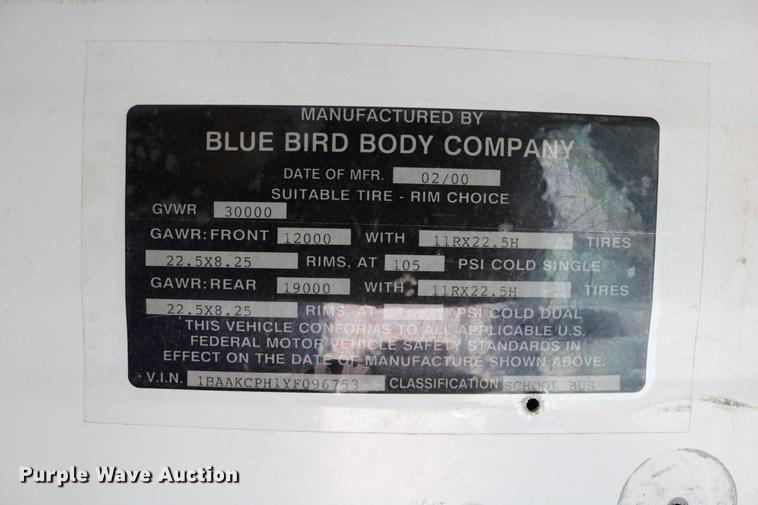 MANUFACTURED BY
BLUE BIRD BODY COMPANY
DATE OF MFR. 02/00
SUITABLE TIRE - RIM CHOICE
GVWR 30000
GAWR: FRONT 12000 WITH 11RX22.5H TIRES
22.5X8.25 RIMS, AT 105 PSI COLD SINGLE
GAWR: REAR 19000 WITH 11RX22.5H TIRES
22.5X8.25 RIMS, AT PSI COLD DUAL
THIS VEHICLE CONFORMS TO ALL APPLICABLE U.S.
FEDERAL MOTOR VEHICLE SAFETY STANDARDS IN
EFFECT ON THE DATE OF MANUFACTURE SHOWN ABOVE.
V.I.N. 1BAAKCPH1YF096753 CLASSIFICATION SCHOOL BUS
Purple Wave Auction